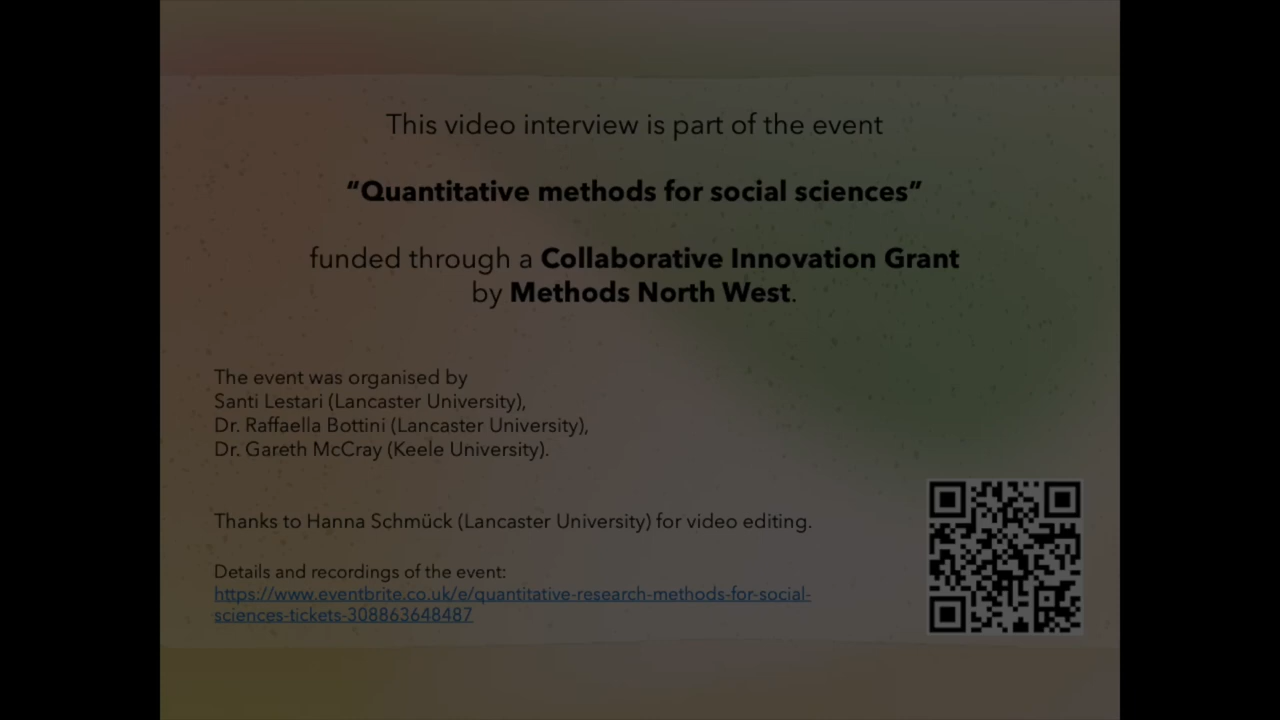 This video interview is part of the event
“Quantitative methods for social sciences”
funded through a Collaborative Innovation Grant
by Methods North West.
The event was organised by
Santi Lestari (Lancaster University),
Dr. Raffaella Bottini (Lancaster University),
Dr. Gareth McCray (Keele University).
Thanks to Hanna Schmück (Lancaster University) for video editing.
Details and recordings of the event:
https://www.eventbrite.co.uk/e/quantitative-research-methods-for-social-
sciences-tickets-308863648487